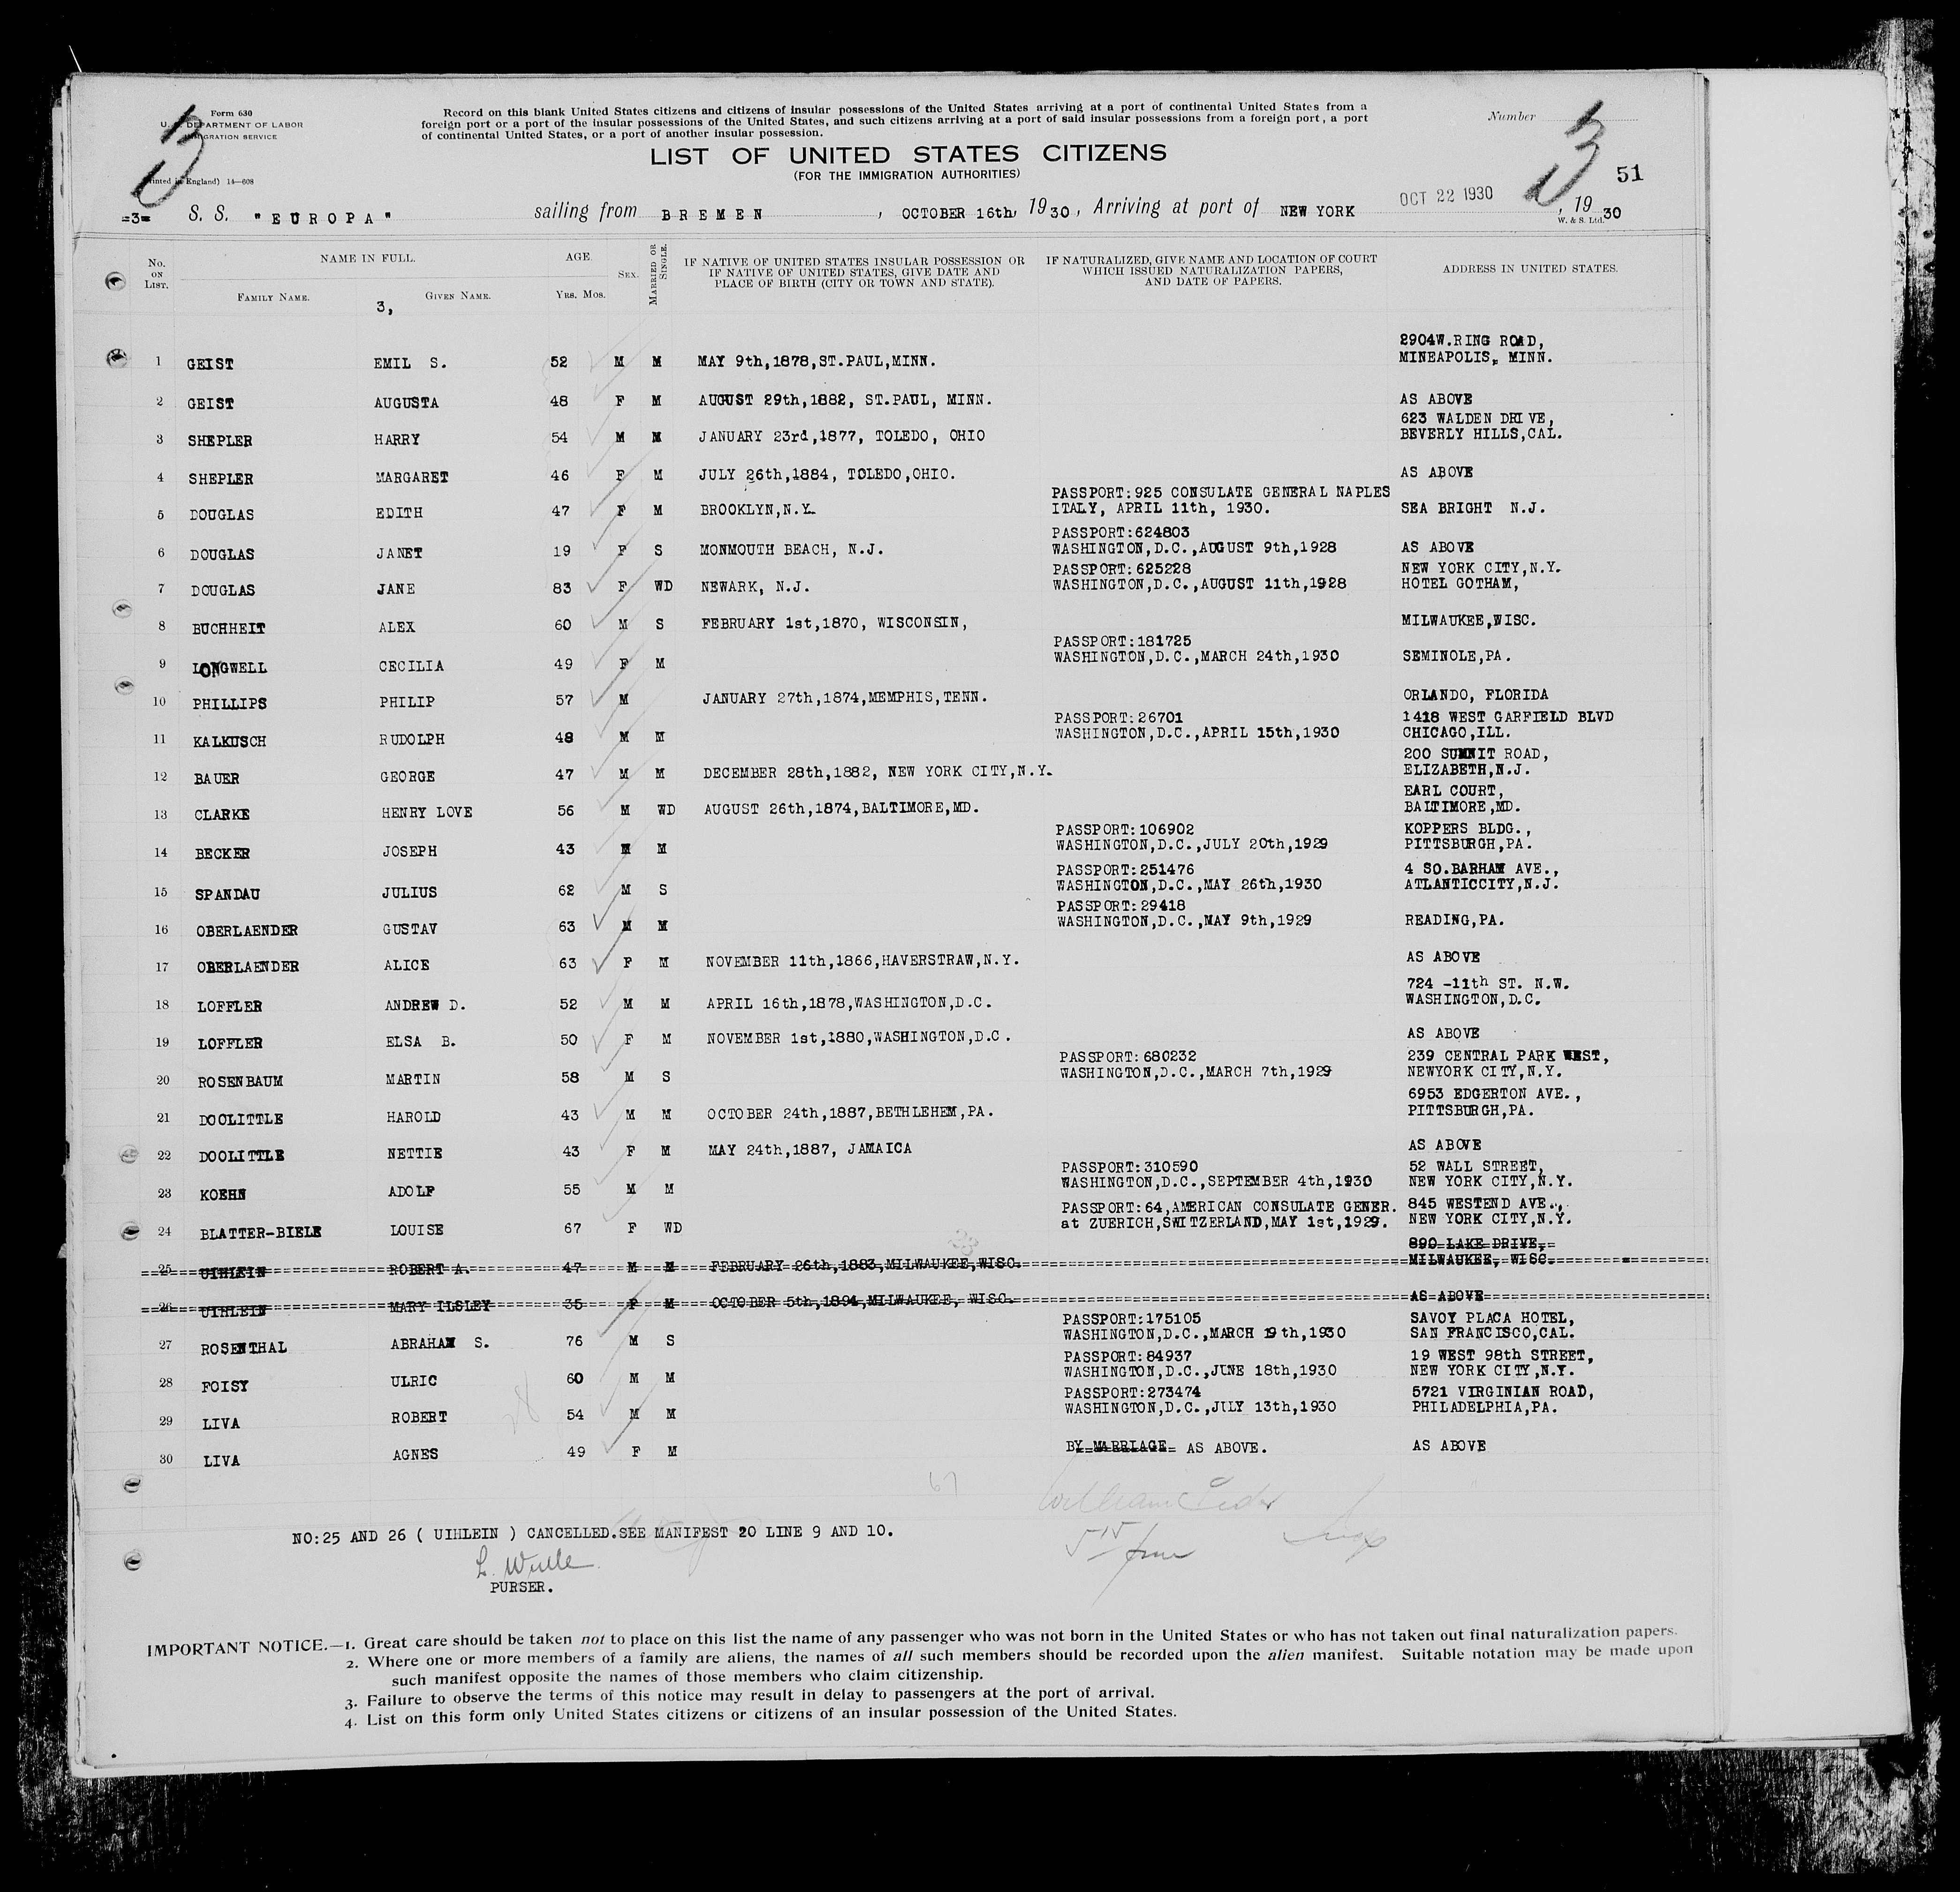 Form 630
U. S. DEPARTMENT OF LABOR
IMMIGRATION SERVICE
(Printed in England) 14—608
Record on this blank United States citizens and citizens of insular possessions of the United States arriving at a port of continental United States from a
foreign port or a port of the insular possessions of the United States, and such citizens arriving at a port of said insular possessions from a foreign port, a port
of continental United States, or a port of another insular possession.
Number 3
3
51
LIST OF UNITED STATES CITIZENS
(FOR THE IMMIGRATION AUTHORITIES)
=3= S. S. "EUROPA" sailing from BREMEN, OCTOBER 16th, 1930, Arriving at port of NEW YORK OCT 22 1930, 1930
W. & S. Ltd.
No. ON LIST. NAME IN FULL. AGE. SEX. MARRIED OR SINGLE. IF NATIVE OF UNITED STATES INSULAR POSSESSION OR IF NATIVE OF UNITED STATES, GIVE DATE AND PLACE OF BIRTH (CITY OR TOWN AND STATE). IF NATURALIZED, GIVE NAME AND LOCATION OF COURT WHICH ISSUED NATURALIZATION PAPERS, AND DATE OF PAPERS. ADDRESS IN UNITED STATES.
FAMILY NAME. GIVEN NAME. Yrs. Mos.
3,
2904W.RING ROAD,
1 GEIST EMIL S. 52 M M MAY 9th,1878,ST.PAUL,MINN. MINEAPOLIS, MINN.
2 GEIST AUGUSTA 48 F M AUGUST 29th,1882, ST.PAUL, MINN. AS ABOVE
623 WALDEN DRIVE,
3 SHEPLER HARRY 54 M M JANUARY 23rd,1877, TOLEDO, OHIO BEVERLY HILLS,CAL.
4 SHEPLER MARGARET 46 F M JULY 26th,1884, TOLEDO,OHIO. AS ABOVE
PASSPORT:925 CONSULATE GENERAL NAPLES
5 DOUGLAS EDITH 47 F M BROOKLYN,N.Y. ITALY, APRIL 11th, 1930. SEA BRIGHT N.J.
PASSPORT:624803
6 DOUGLAS JANET 19 F S MONMOUTH BEACH, N.J. WASHINGTON,D.C.,AUGUST 9th,1928 AS ABOVE
PASSPORT:625228 NEW YORK CITY,N.Y.
7 DOUGLAS JANE 83 F WD NEWARK, N.J. WASHINGTON,D.C.,AUGUST 11th,1928 HOTEL GOTHAM,
8 BUCHHEIT ALEX 60 M S FEBRUARY 1st,1870, WISCONSIN, MILWAUKEE,WISC.
PASSPORT:181725
9 LONGWELL CECILIA 49 F M WASHINGTON,D.C.,MARCH 24th,1930 SEMINOLE,PA.
10 PHILLIPS PHILIP 57 M JANUARY 27th,1874,MEMPHIS,TENN. ORLANDO, FLORIDA
PASSPORT:26701 1418 WEST GARFIELD BLVD
11 KALKUSCH RUDOLPH 48 M M WASHINGTON,D.C.,APRIL 15th,1930 CHICAGO,ILL.
200 SUMMIT ROAD,
12 BAUER GEORGE 47 M M DECEMBER 28th,1882, NEW YORK CITY,N.Y. ELIZABETH,N.J.
EARL COURT,
13 CLARKE HENRY LOVE 56 M WD AUGUST 26th,1874,BALTIMORE,MD. BALTIMORE,MD.
PASSPORT:106902 KOPPERS BLDG.,
14 BECKER JOSEPH 43 M M WASHINGTON,D.C.,JULY 20th,1929 PITTSBURGH,PA.
PASSPORT:251476 4 SO.BARHAM AVE.,
15 SPANDAU JULIUS 62 M S WASHINGTON,D.C.,MAY 26th,1930 ATLANTICCITY,N.J.
PASSPORT:29418
16 OBERLAENDER GUSTAV 63 M M WASHINGTON,D.C.,MAY 9th,1929 READING,PA.
17 OBERLAENDER ALICE 63 F M NOVEMBER 11th,1866,HAVERSTRAW,N.Y. AS ABOVE
724 -11th ST. N.W.
18 LOFFLER ANDREW D. 52 M M APRIL 16th,1878,WASHINGTON,D.C. WASHINGTON,D.C.
19 LOFFLER ELSA B. 50 F M NOVEMBER 1st,1880,WASHINGTON,D.C. AS ABOVE
PASSPORT:680232 239 CENTRAL PARK WEST,
20 ROSENBAUM MARTIN 58 M S WASHINGTON,D.C.,MARCH 7th,1929 NEWYORK CITY,N.Y.
6953 EDGERTON AVE.,
21 DOOLITTLE HAROLD 43 M M OCTOBER 24th,1887,BETHLEHEM,PA. PITTSBURGH,PA.
22 DOOLITTLE NETTIE 43 F M MAY 24th,1887, JAMAICA AS ABOVE
PASSPORT:310590 52 WALL STREET,
23 KOEHN ADOLF 55 M M WASHINGTON,D.C.,SEPTEMBER 4th,1930 NEW YORK CITY,N.Y.
PASSPORT:64,AMERICAN CONSULATE GENER. 845 WESTEND AVE.,
24 BLATTER-BIELE LOUISE 67 F WD at ZUERICH,SWITZERLAND,MAY 1st,1929. NEW YORK CITY,N.Y.
890 LAKE DRIVE,
25 UIHLEIN ROBERT A. 47 M M FEBRUARY 26th,1883,MILWAUKEE,WISC. MILWAUKEE, WISC.
26 UIHLEIN MARY ILSLEY 35 F M OCTOBER 5th,1894,MILWAUKEE, WISC. AS ABOVE
PASSPORT:175105 SAVOY PLACA HOTEL,
27 ROSENTHAL ABRAHAM S. 76 M S WASHINGTON,D.C.,MARCH 19th,1930 SAN FRANCISCO,CAL.
PASSPORT:84937 19 WEST 98th STREET,
28 FOISY ULRIC 60 M M WASHINGTON,D.C.,JUNE 18th,1930 NEW YORK CITY,N.Y.
PASSPORT:273474 5721 VIRGINIAN ROAD,
29 LIVA ROBERT 54 M M WASHINGTON,D.C.,JULY 13th,1930 PHILADELPHIA,PA.
30 LIVA AGNES 49 F M BY MARRIAGE AS ABOVE. AS ABOVE
67
NO:25 AND 26 ( UIHLEIN ) CANCELLED.SEE MANIFEST 20 LINE 9 AND 10.
PURSER.
IMPORTANT NOTICE.—1. Great care should be taken not to place on this list the name of any passenger who was not born in the United States or who has not taken out final naturalization papers.
2. Where one or more members of a family are aliens, the names of all such members should be recorded upon the alien manifest. Suitable notation may be made upon
such manifest opposite the names of those members who claim citizenship.
3. Failure to observe the terms of this notice may result in delay to passengers at the port of arrival.
4. List on this form only United States citizens or citizens of an insular possession of the United States.